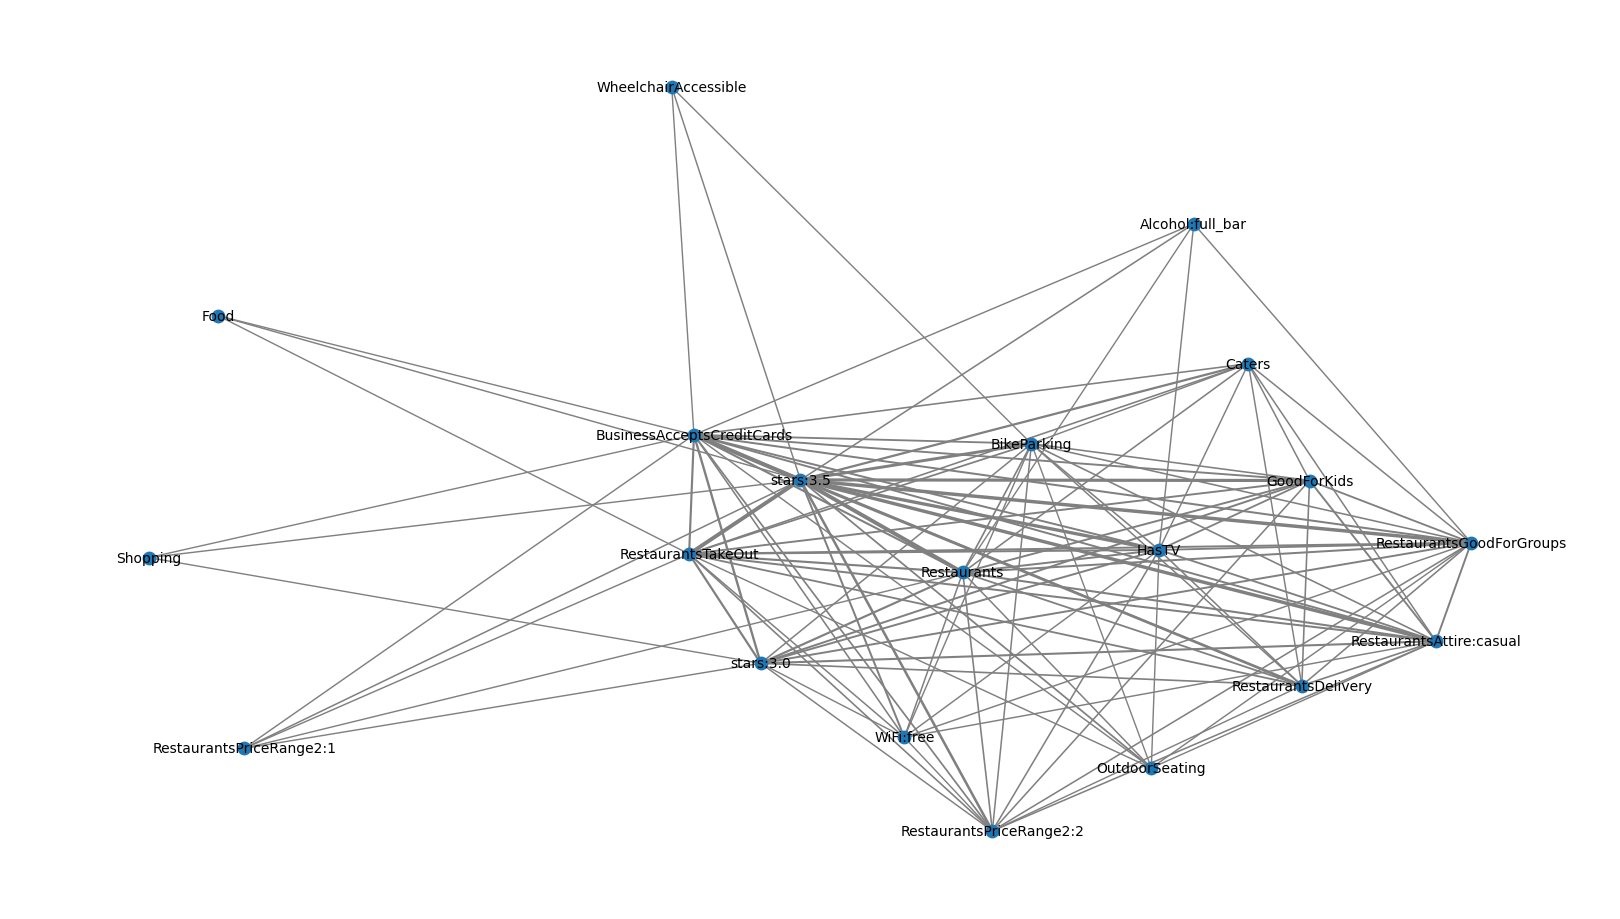 WheelchairAccessible
Alcohol:full_bar
Food
Caters
BusinessAcceptsCreditCards
BikeParking
stars:3.5
GoodForKids
RestaurantsGoodForGroups
HasTV
RestaurantsTakeOut
Shopping
Restaurants
RestaurantsAttire:casual
stars:3.0
RestaurantsDelivery
WiFi:free
RestaurantsPriceRange2:1
OutdoorSeating
RestaurantsPriceRange2:2